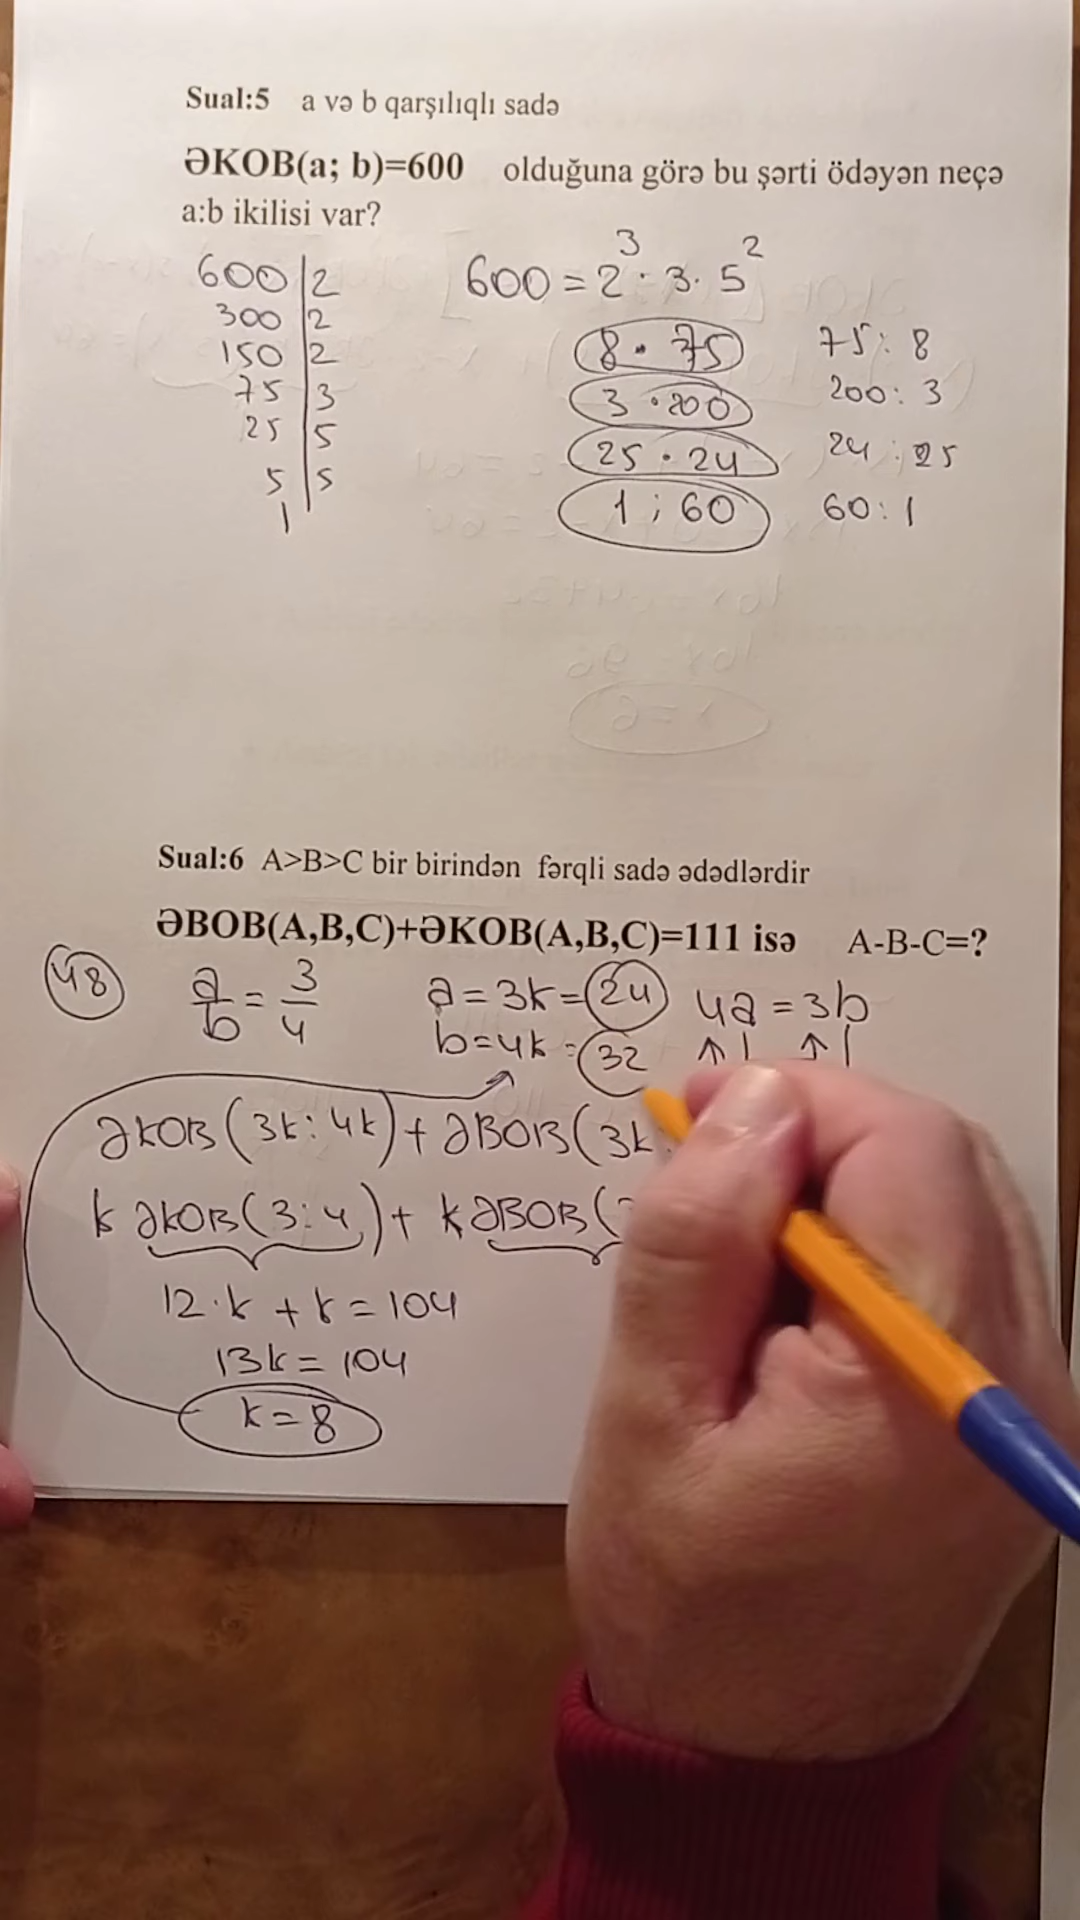 Sual:5 a və b qarşılıqlı sadə
ƏKOB(a; b)=600 olduğuna görə bu şərti ödəyən neçə
a:b ikilisi var?
600 | 2
300 | 2
150 | 2
75 | 3
25 | 5
5 | 5
1
600 = 2³ · 3 · 5²
8 · 75 75 : 8
3 · 200 200 : 3
25 · 24 24 : 25
1 ; 60 60 : 1
Sual:6 A>B>C bir birindən fərqli sadə ədədlərdir
ƏBOB(A,B,C)+ƏKOB(A,B,C)=111 isə A-B-C=?
48 a/b = 3/4 a = 3k = 24 4a = 3b
b = 4k = 32
ƏKOB(3k : 4k) + ƏBOB(3k
k ƏKOB(3 : 4) + k ƏBOB(
12 · k + k = 104
13k = 104
k = 8